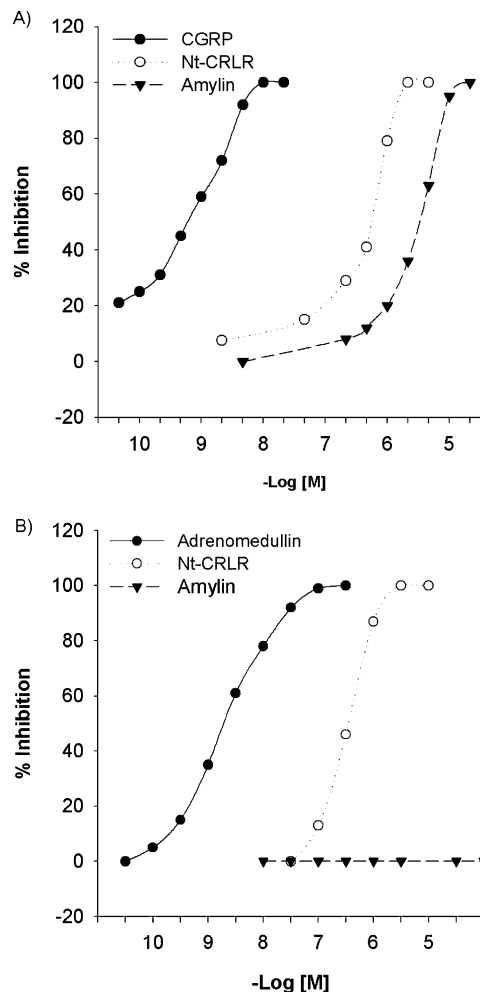 A)
CGRP
Nt-CRLR
Amylin
120
100
80
60
40
20
0
-20
% Inhibition
10 9 8 7 6 5
-Log [M]
B)
Adrenomedullin
Nt-CRLR
Amylin
120
100
80
60
40
20
0
-20
% Inhibition
10 9 8 7 6 5
-Log [M]